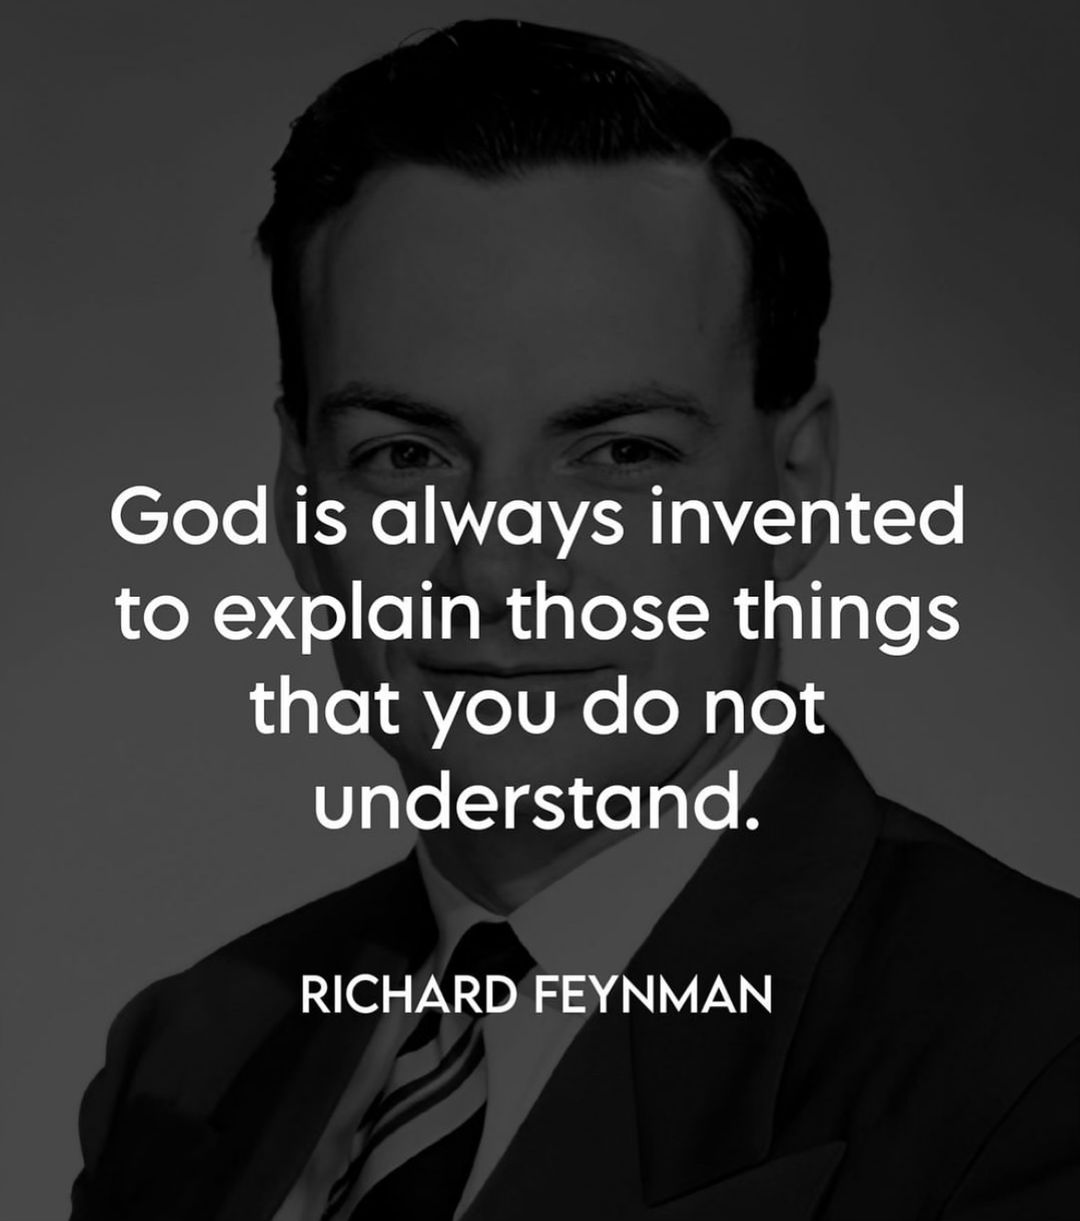 God is always invented
to explain those things
that you do not
understand.
RICHARD FEYNMAN